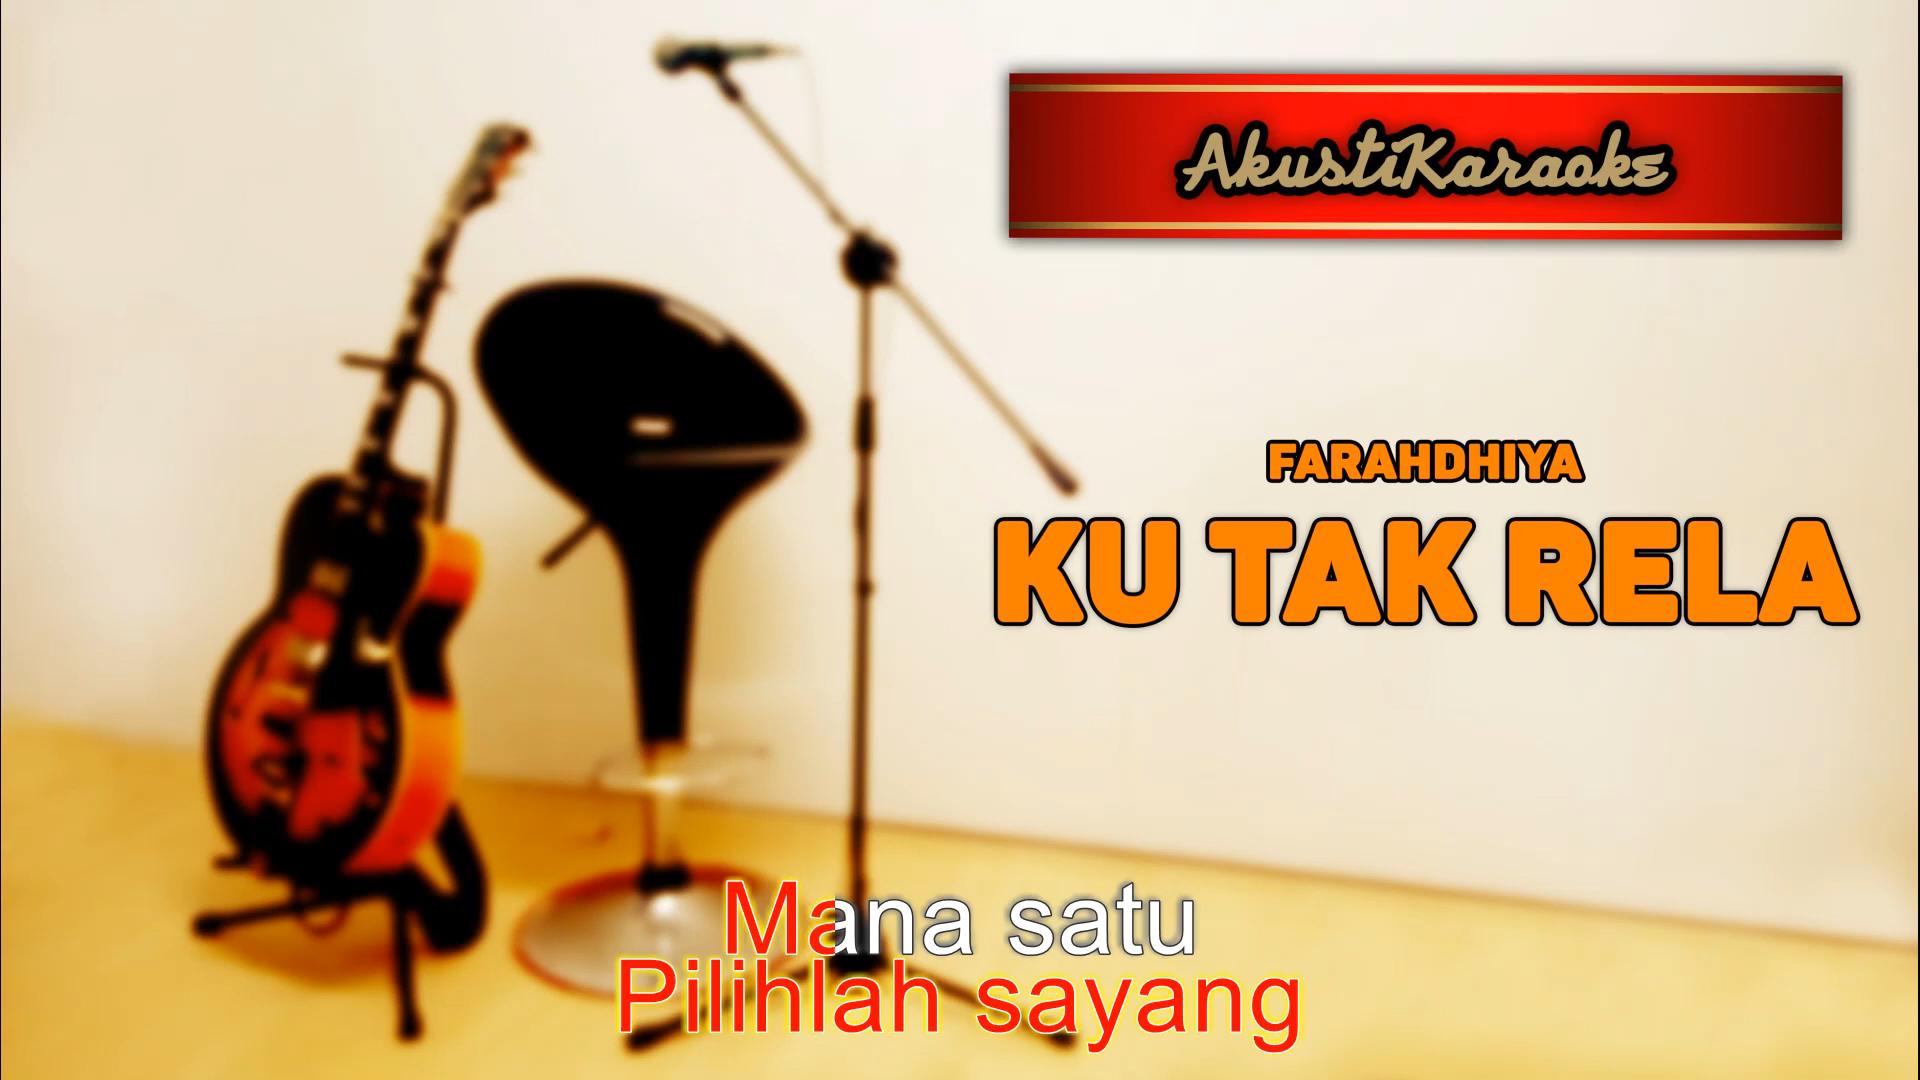 AkustiKaraoke
FARAHDHIYA
KU TAK RELA
Mana satu
Pilihlah sayang